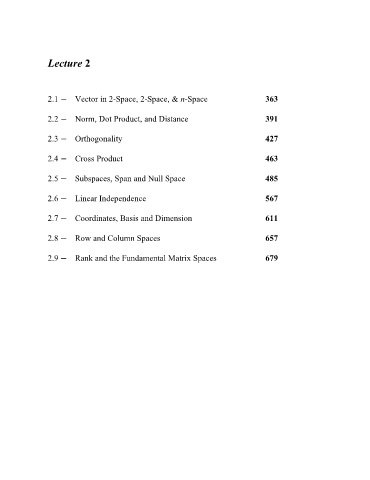 Lecture 2
2.1 – Vector in 2-Space, 2-Space, & n-Space 363
2.2 – Norm, Dot Product, and Distance 391
2.3 – Orthogonality 427
2.4 – Cross Product 463
2.5 – Subspaces, Span and Null Space 485
2.6 – Linear Independence 567
2.7 – Coordinates, Basis and Dimension 611
2.8 – Row and Column Spaces 657
2.9 – Rank and the Fundamental Matrix Spaces 679